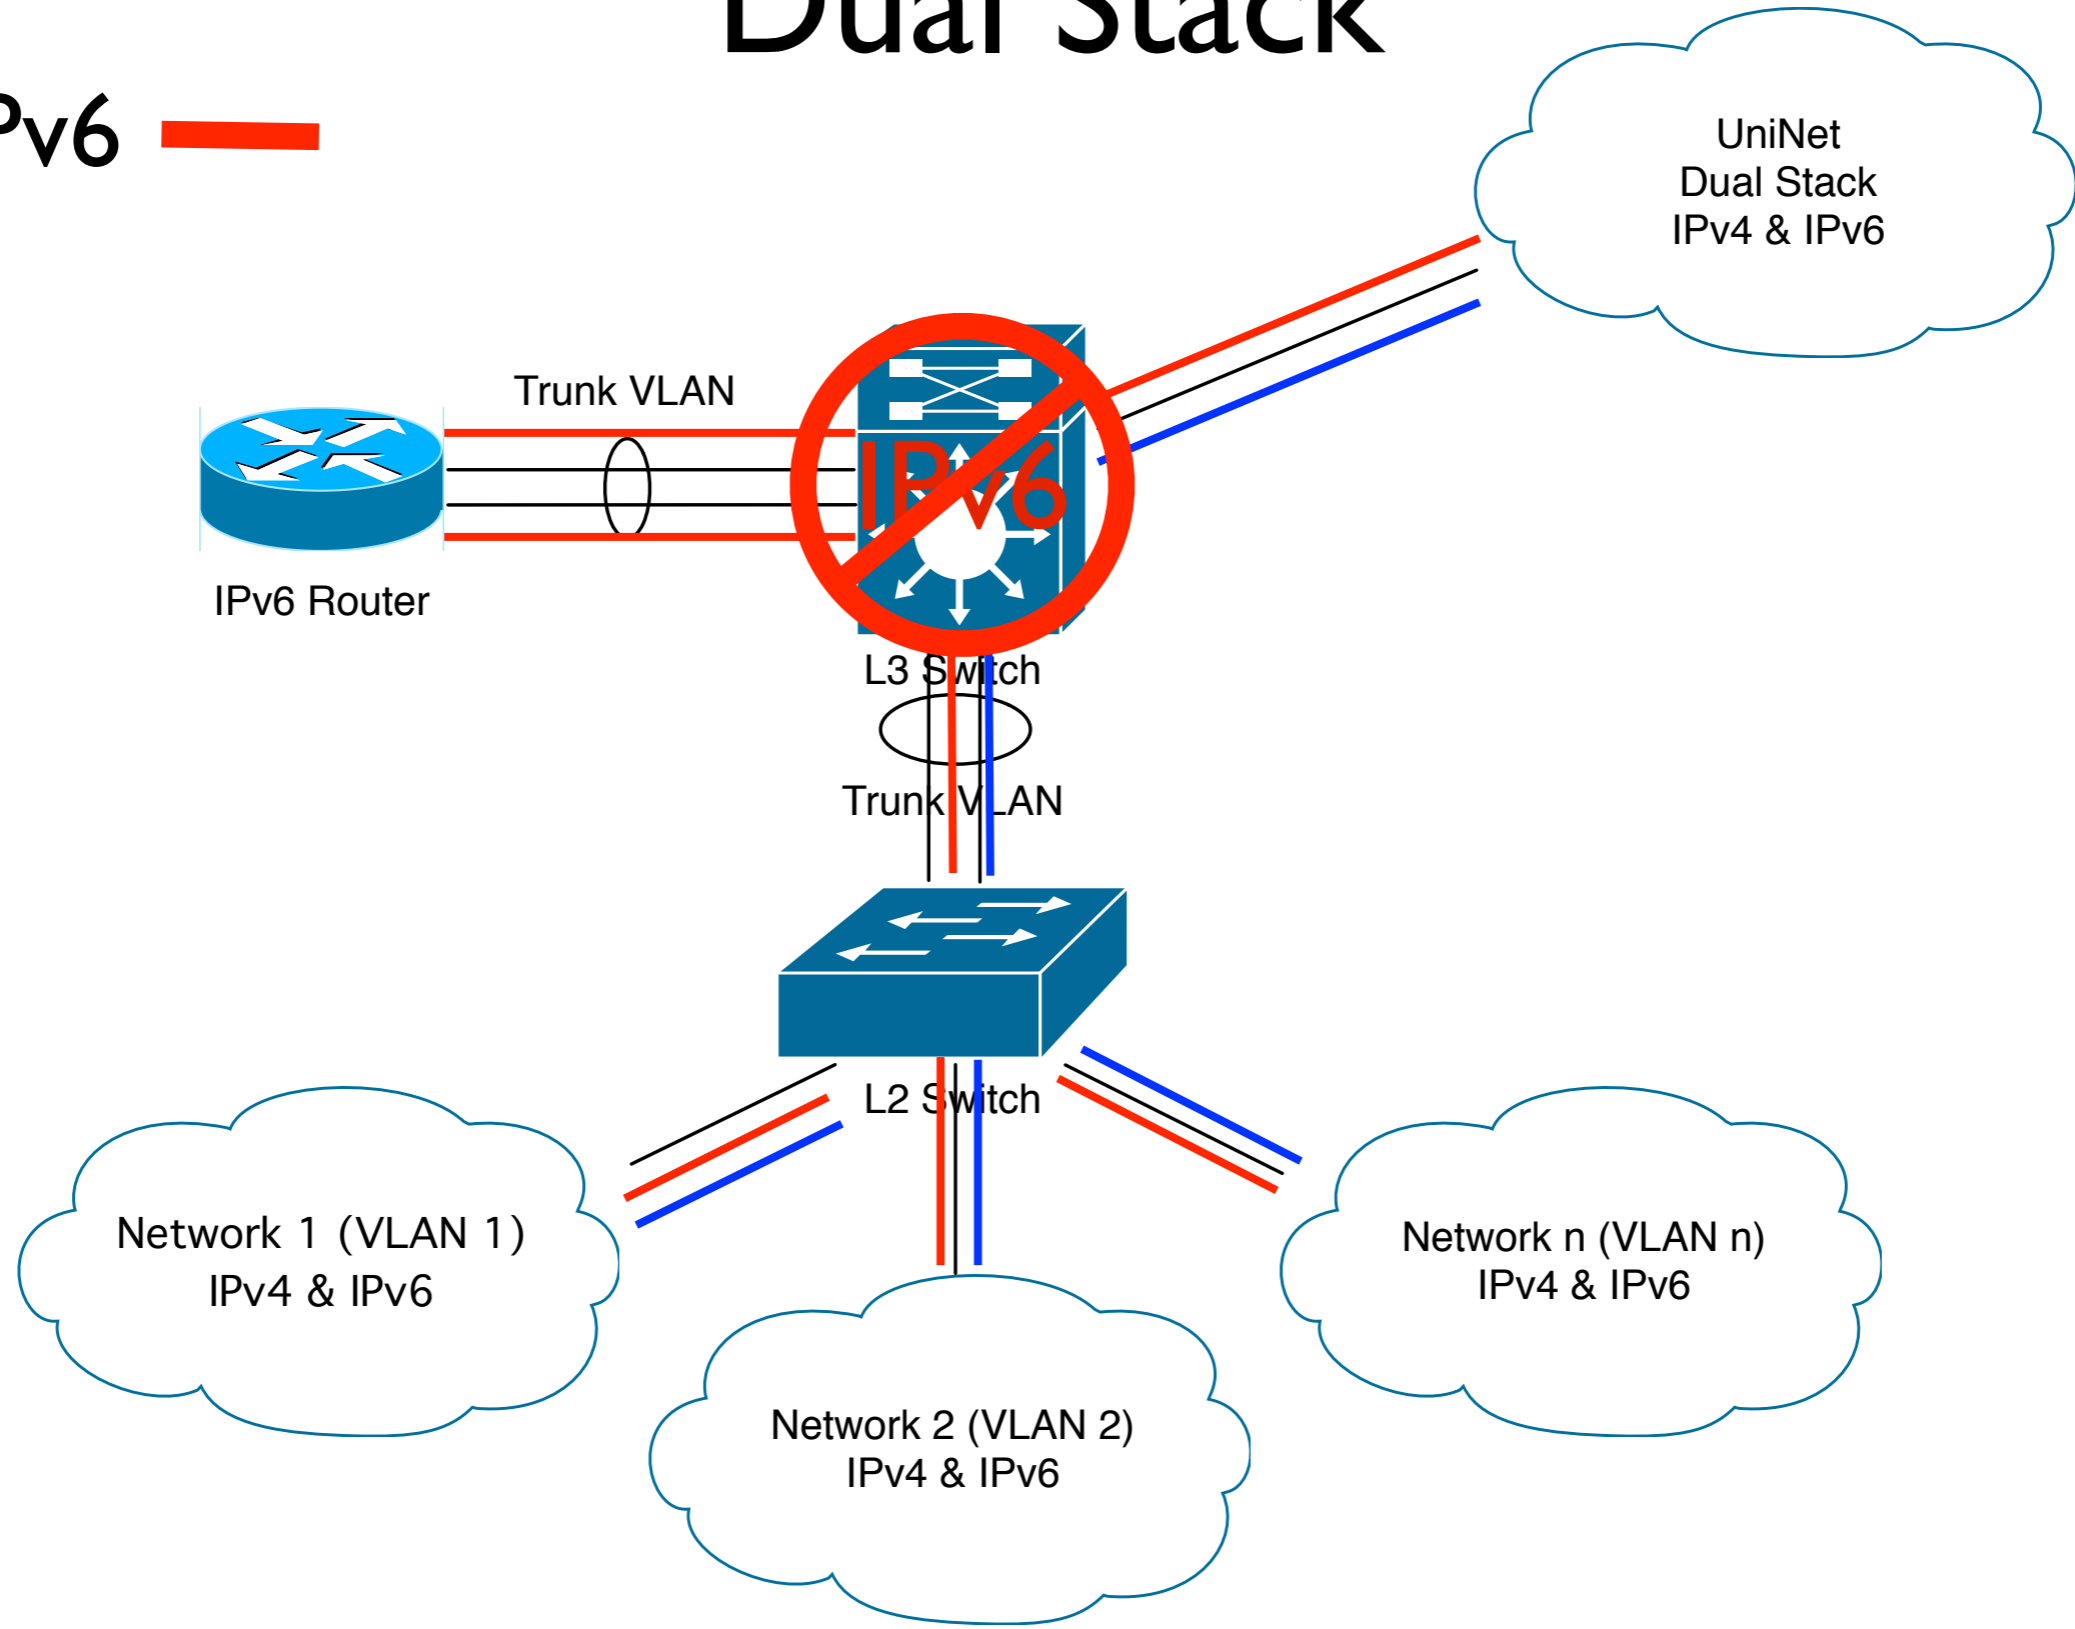 Dual Stack
Pv6
UniNet
Dual Stack
IPv4 & IPv6
Trunk VLAN
IPv6
IPv6 Router
L3 Switch
Trunk VLAN
L2 Switch
Network 1 (VLAN 1)
IPv4 & IPv6
Network n (VLAN n)
IPv4 & IPv6
Network 2 (VLAN 2)
IPv4 & IPv6